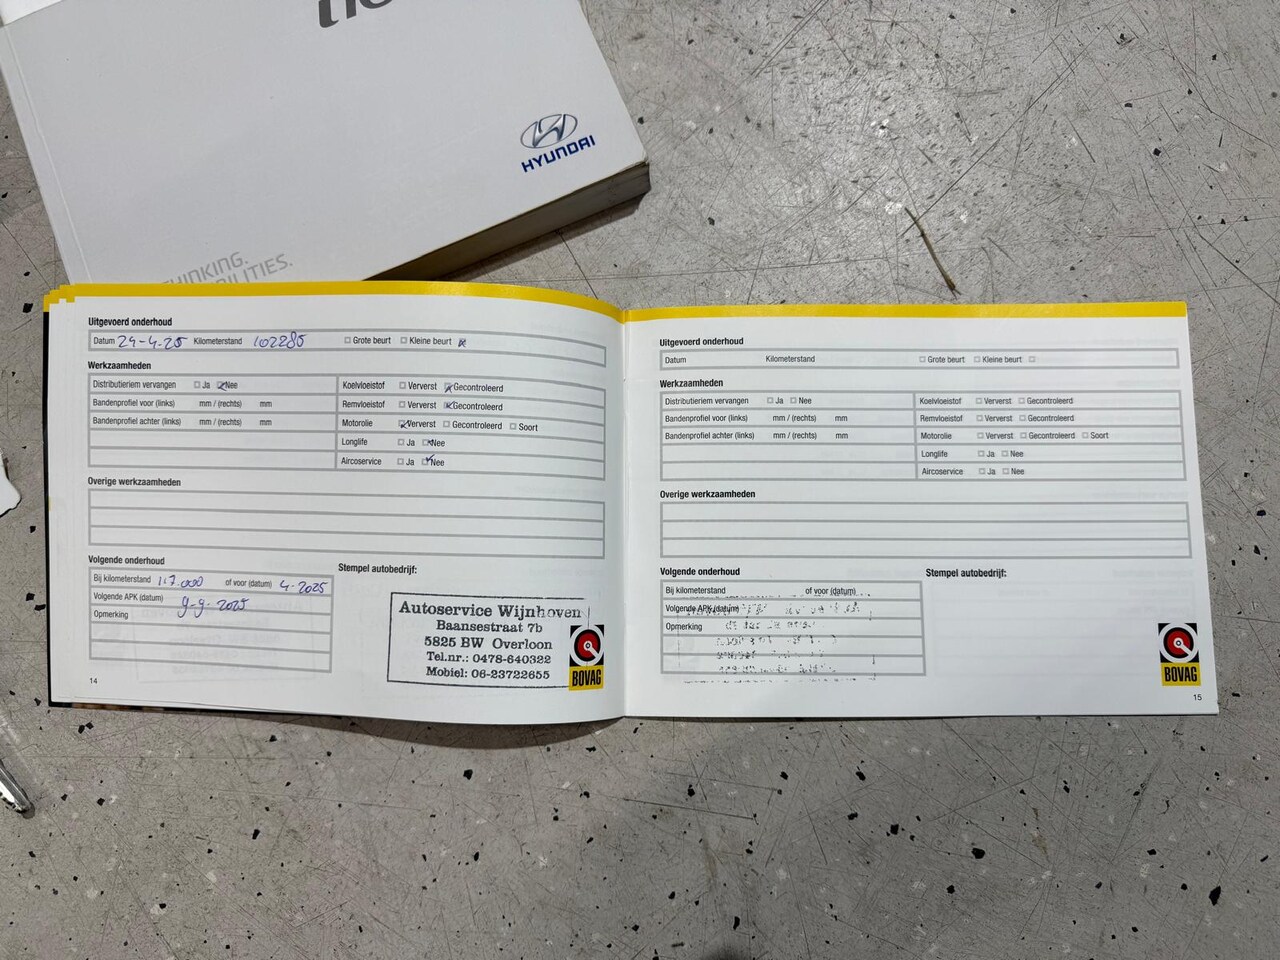 HYUNDAI
THINKING.
Uitgevoerd onderhoud
Datum 24-4-25 Kilometerstand 102285 Grote beurt Kleine beurt
Werkzaamheden
Distributieriem vervangen Ja Nee
Bandenprofiel voor (links) mm / (rechts) mm
Bandenprofiel achter (links) mm / (rechts) mm
Koelvloeistof Ververst Gecontroleerd
Remvloeistof Ververst Gecontroleerd
Motorolie Ververst Gecontroleerd Soort
Longlife Ja Nee
Aircoservice Ja Nee
Overige werkzaamheden
Volgende onderhoud
Bij kilometerstand 117.000 of voor (datum) 4-2025
Volgende APK (datum) 9-9-2025
Opmerking
Stempel autobedrijf:
Autoservice Wijnhoven
Baansestraat 7b
5825 BW Overloon
Tel.nr.: 0478-640322
Mobiel: 06-23722655
BOVAG
14
Uitgevoerd onderhoud
Datum Kilometerstand Grote beurt Kleine beurt
Werkzaamheden
Distributieriem vervangen Ja Nee
Bandenprofiel voor (links) mm / (rechts) mm
Bandenprofiel achter (links) mm / (rechts) mm
Koelvloeistof Ververst Gecontroleerd
Remvloeistof Ververst Gecontroleerd
Motorolie Ververst Gecontroleerd Soort
Longlife Ja Nee
Aircoservice Ja Nee
Overige werkzaamheden
Volgende onderhoud
Bij kilometerstand of voor (datum)
Volgende APK (datum)
Opmerking
Stempel autobedrijf:
BOVAG
15